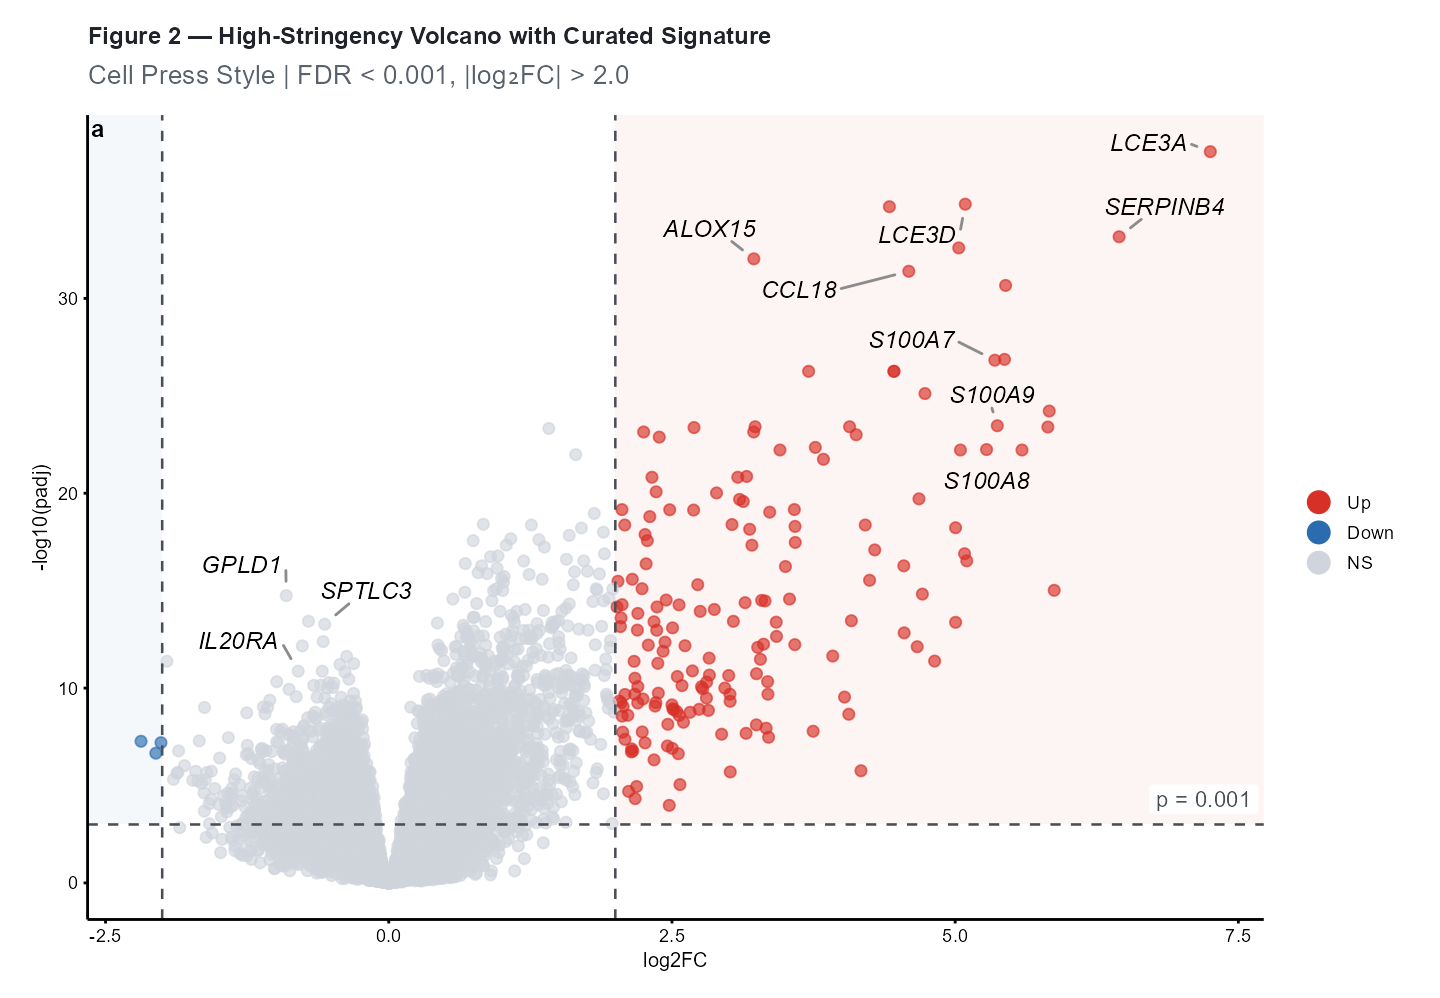 Figure 2 — High-Stringency Volcano with Curated Signature
Cell Press Style | FDR < 0.001, |log₂FC| > 2.0
a
LCE3A
SERPINB4
ALOX15
LCE3D
CCL18
30
S100A7
S100A9
S100A8
20
-log10(padj)
Up
Down
NS
GPLD1
SPTLC3
IL20RA
10
p = 0.001
0
-2.5
0.0
2.5
5.0
7.5
log2FC